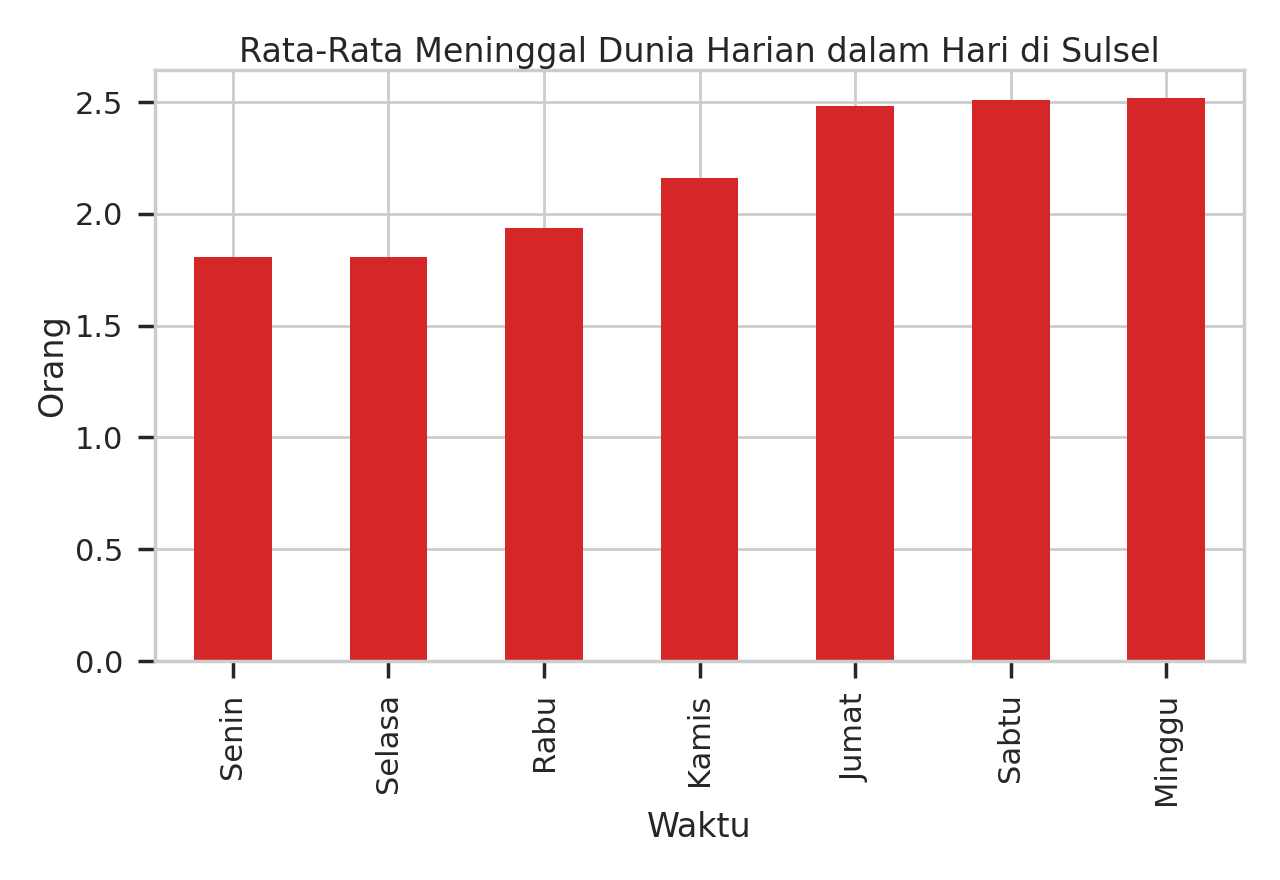 Rata-Rata Meninggal Dunia Harian dalam Hari di Sulsel
Orang
2.5
2.0
1.5
1.0
0.5
0.0
Senin
Selasa
Rabu
Kamis
Jumat
Sabtu
Minggu
Waktu